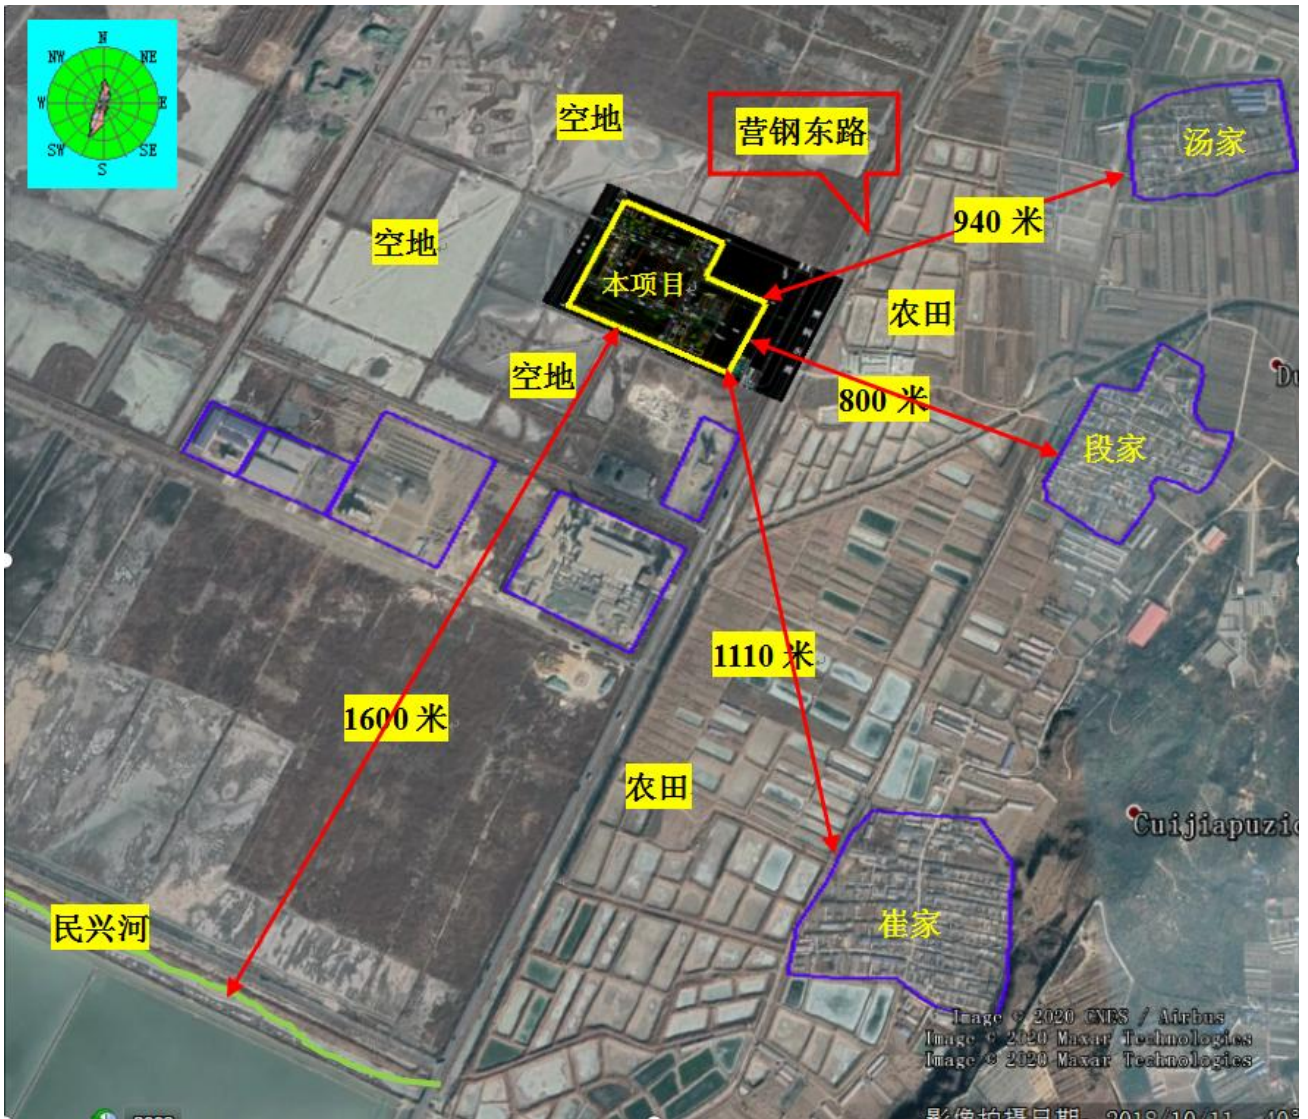 N
NW
NE
W
E
SW
SE
S
空地
营钢东路
汤家
940 米
空地
本项目
农田
空地
800 米
段家
1110 米
1600 米
农田
Cuijiapuzi
民兴河
崔家
Image © 2020 CNES / Airbus
Image © 2020 Maxar Technologies
Image © 2020 Maxar Technologies
影像拍摄日期